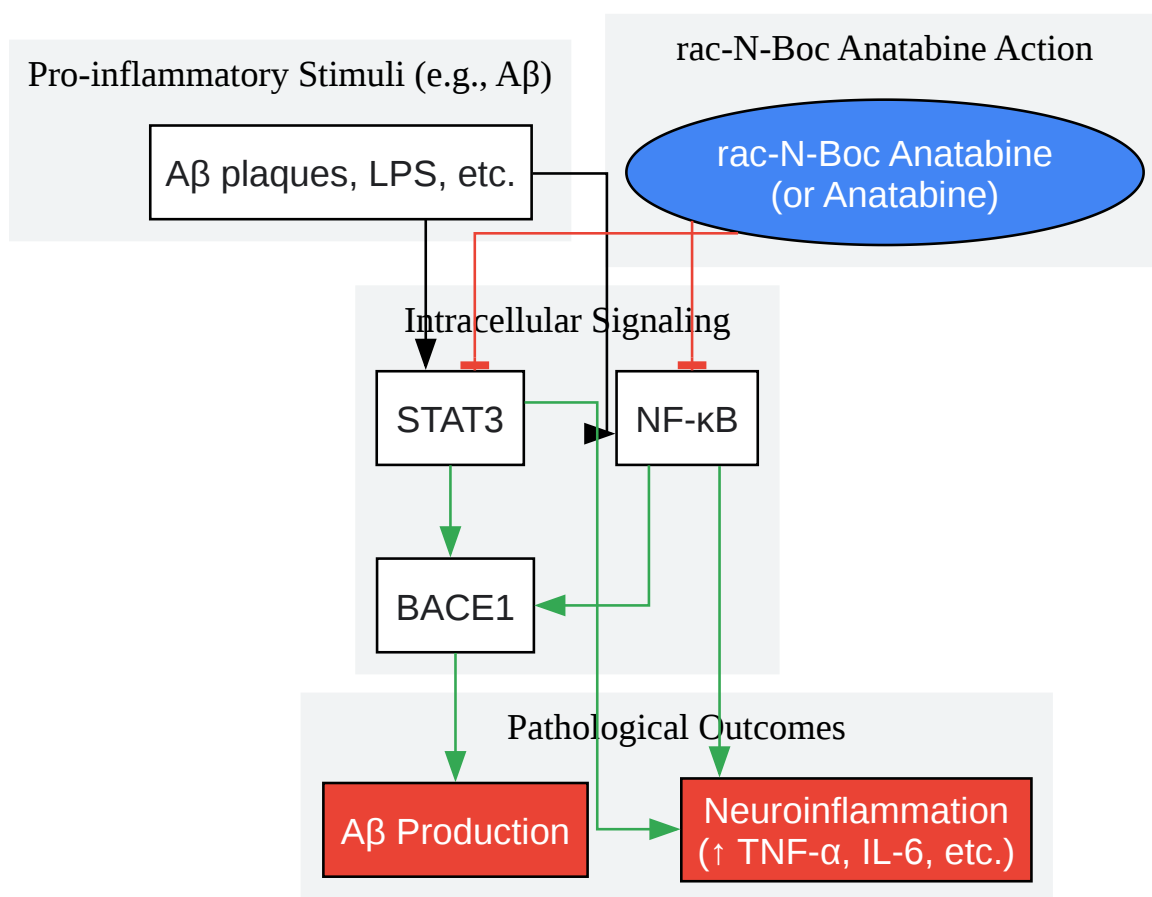 Pro-inflammatory Stimuli (e.g., Aβ)
Aβ plaques, LPS, etc.
rac-N-Boc Anatabine Action
rac-N-Boc Anatabine
(or Anatabine)
Intracellular Signaling
STAT3
NF-κB
BACE1
Pathological Outcomes
Aβ Production
Neuroinflammation
(↑ TNF-α, IL-6, etc.)